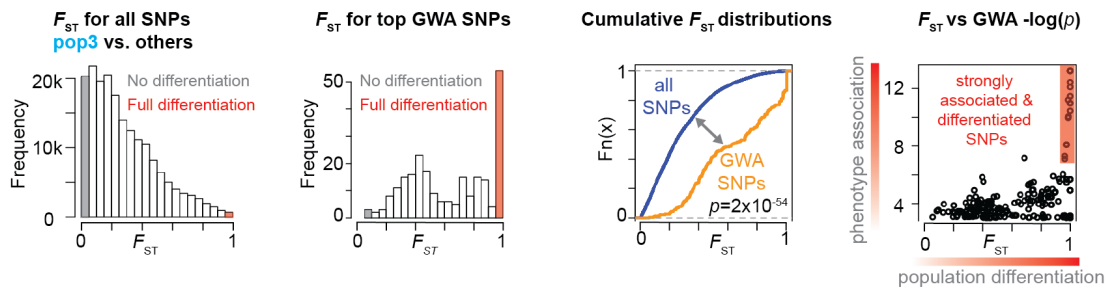 FST for all SNPs
pop3 vs. others
Frequency
20k
10k
0
No differentiation
Full differentiation
0
1
FST
FST for top GWA SNPs
Frequency
50
20
0
No differentiation
Full differentiation
0
1
FST
Cumulative FST distributions
Fn(x)
1
0
all
SNPs
GWA
SNPs
p=2x10-54
0
1
FST
FST vs GWA -log(p)
phenotype association
12
8
4
strongly
associated &
differentiated
SNPs
0
1
FST
population differentiation